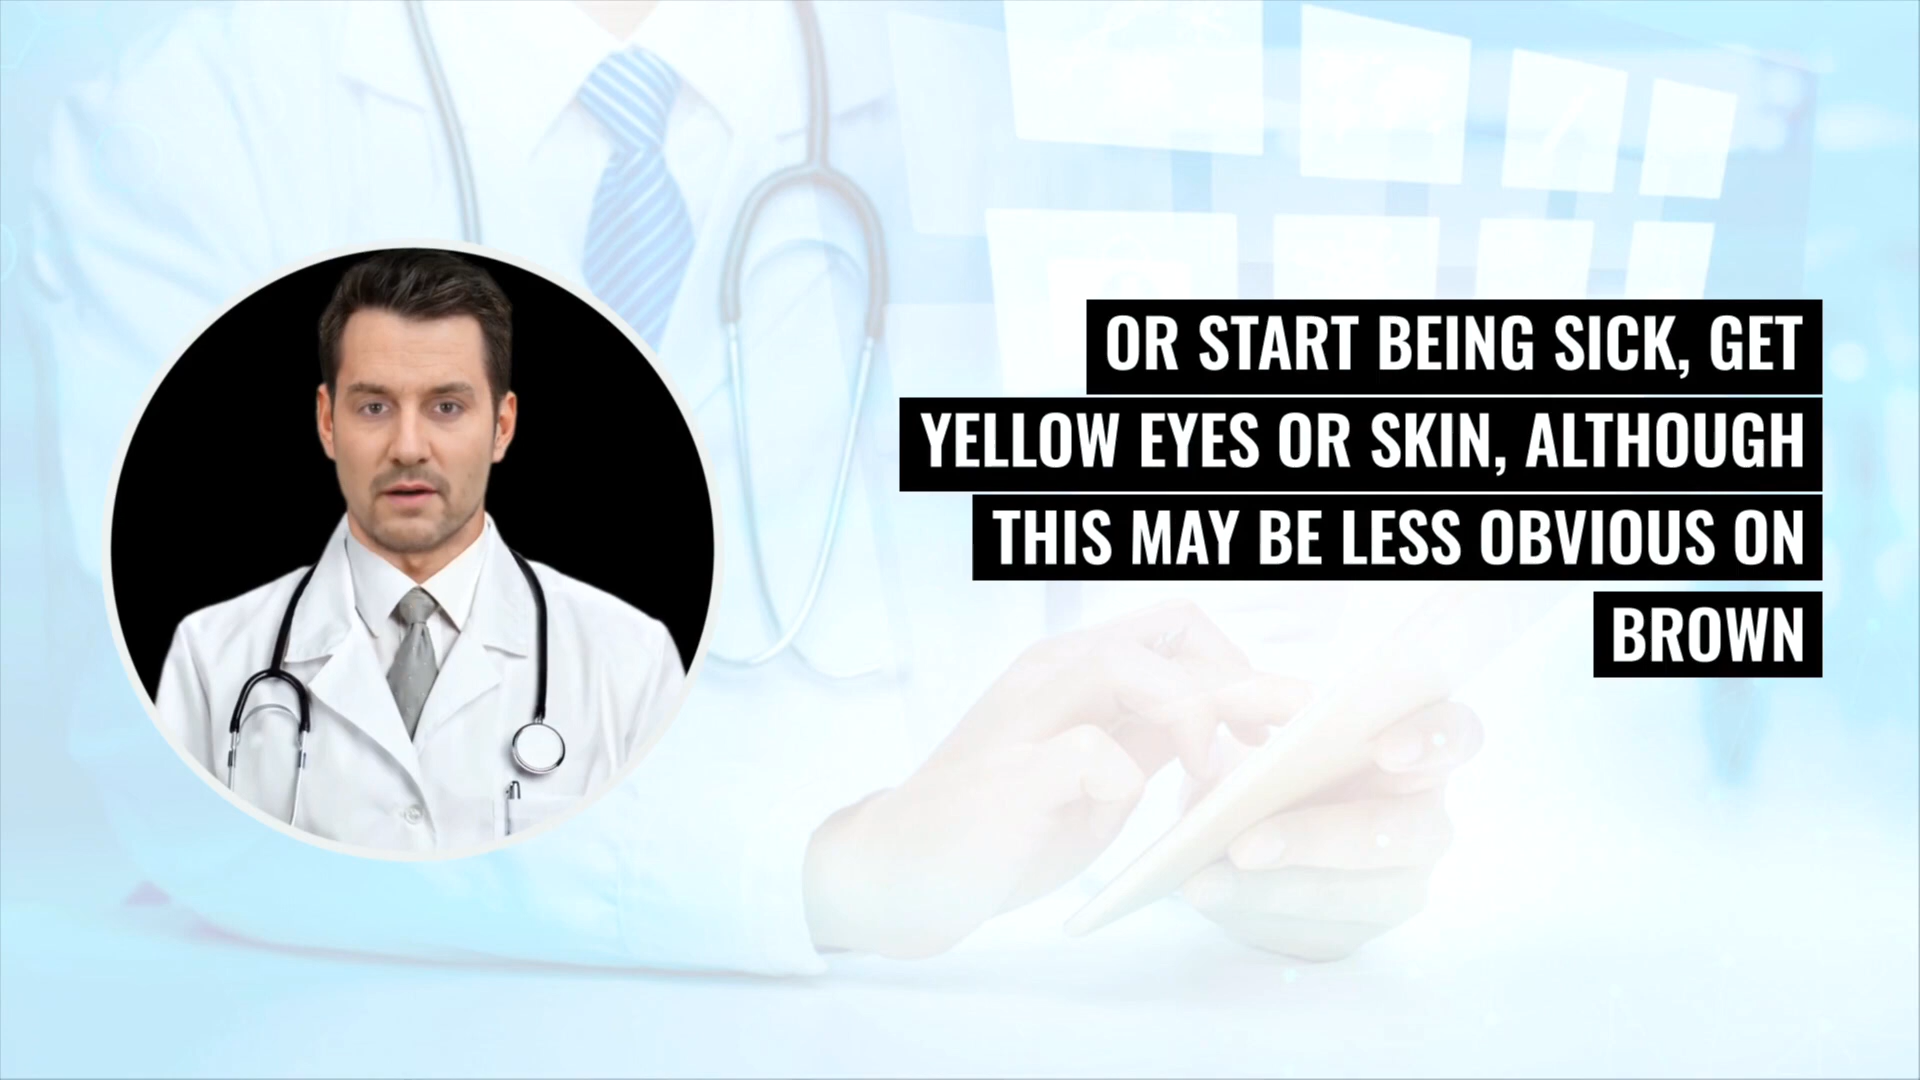 OR START BEING SICK, GET
YELLOW EYES OR SKIN, ALTHOUGH
THIS MAY BE LESS OBVIOUS ON
BROWN